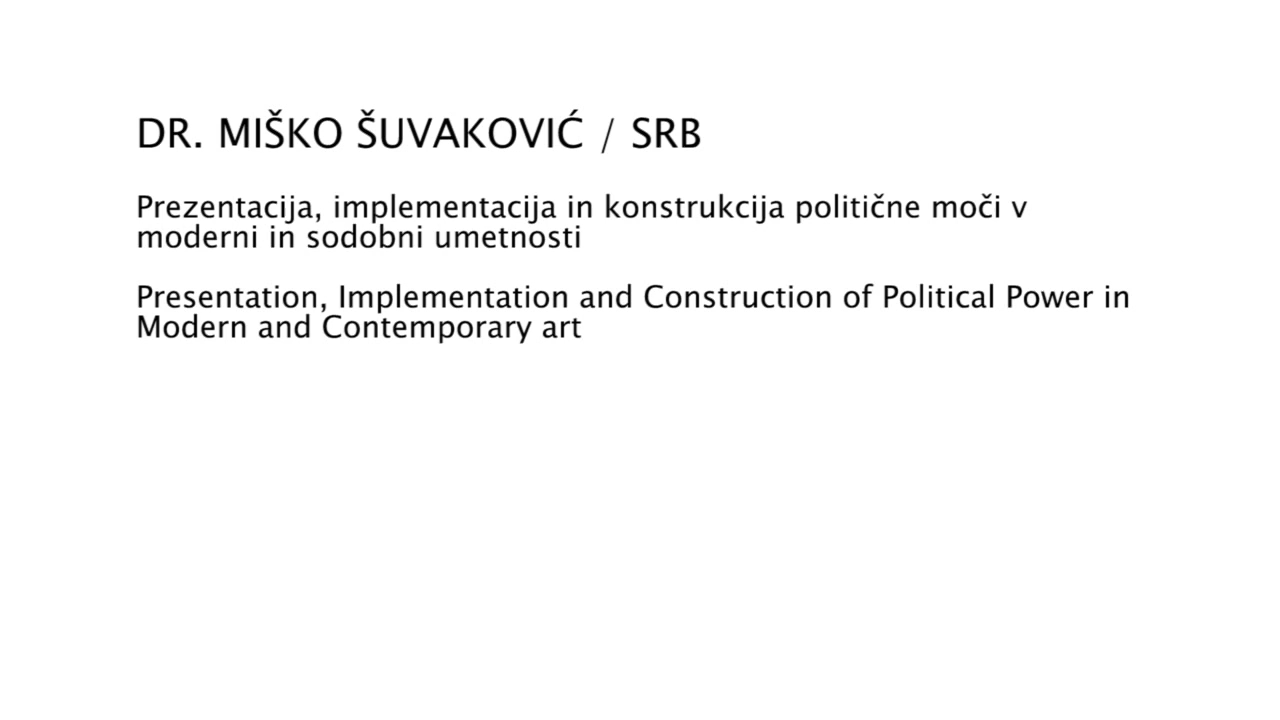 DR. MIŠKO ŠUVAKOVIĆ / SRB
Prezentacija, implementacija in konstrukcija politične moči v
moderni in sodobni umetnosti
Presentation, Implementation and Construction of Political Power in
Modern and Contemporary art